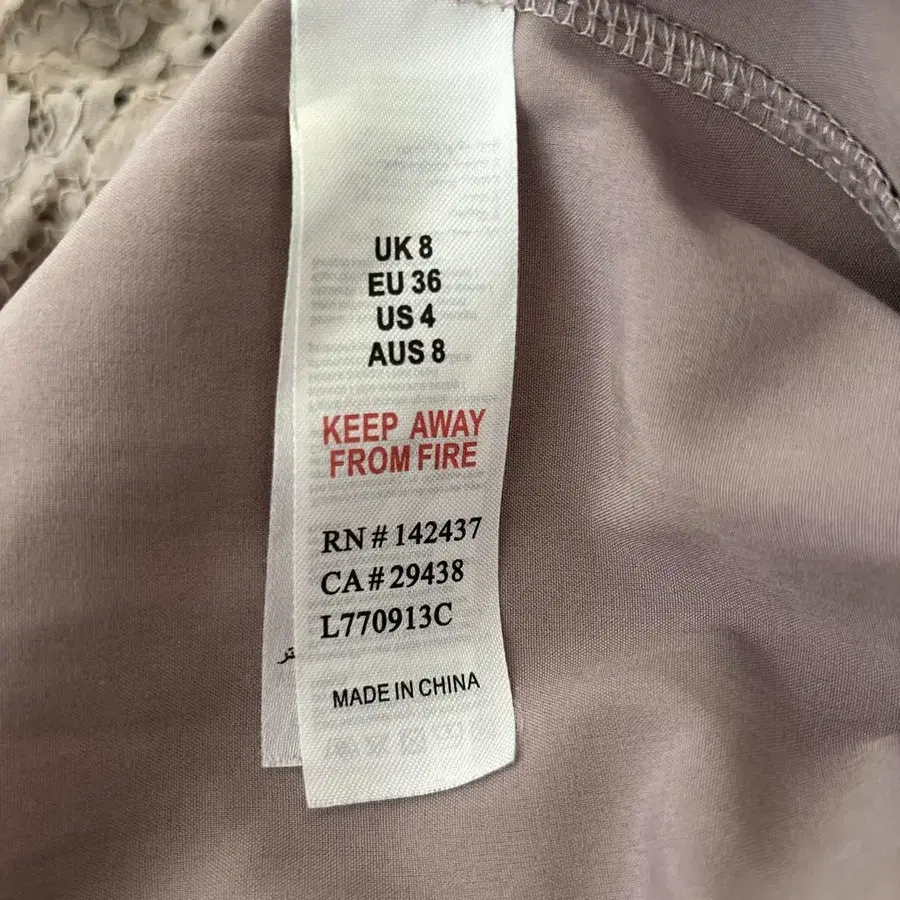 UK 8
EU 36
US 4
AUS 8
KEEP AWAY
FROM FIRE
RN # 142437
CA # 29438
L770913C
MADE IN CHINA